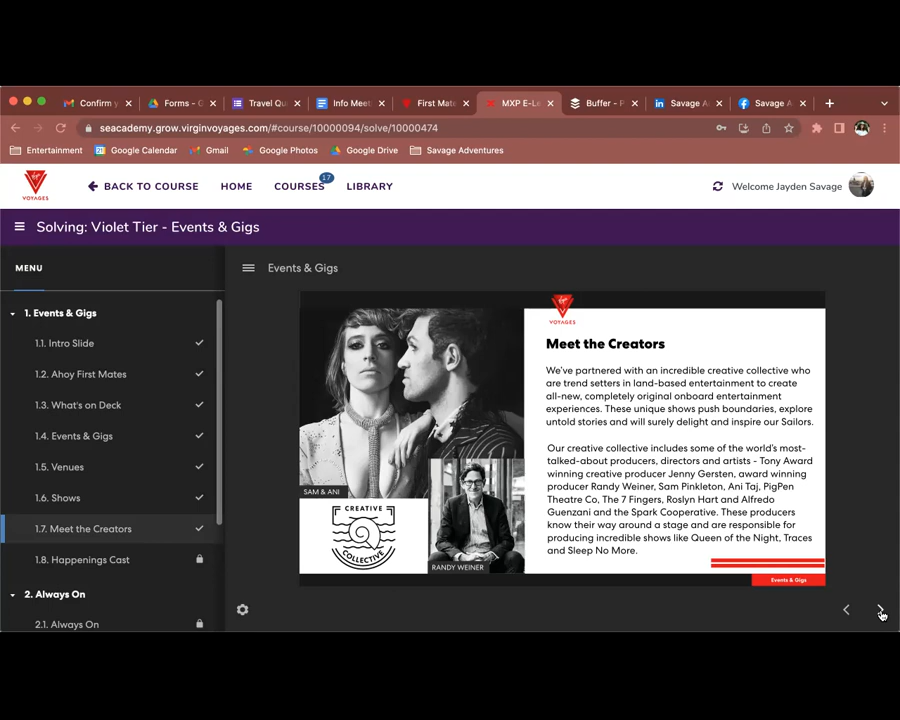 Confirm y
Forms - G
Travel Qu
Info Meet
First Mate
MXP E-Le
Buffer - P
Savage A
Savage A
seacademy.grow.virginvoyages.com/#course/10000094/solve/10000474
Entertainment
Google Calendar
Gmail
Google Photos
Google Drive
Savage Adventures
Virgin
VOYAGES
BACK TO COURSE
HOME
COURSES
17
LIBRARY
Welcome Jayden Savage
Solving: Violet Tier - Events & Gigs
MENU
1. Events & Gigs
1.1. Intro Slide
1.2. Ahoy First Mates
1.3. What's on Deck
1.4. Events & Gigs
1.5. Venues
1.6. Shows
1.7. Meet the Creators
1.8. Happenings Cast
2. Always On
2.1. Always On
Events & Gigs
SAM & ANI
CREATIVE
COLLECTIVE
RANDY WEINER
Virgin
VOYAGES
Meet the Creators
We've partnered with an incredible creative collective who
are trend setters in land-based entertainment to create
all-new, completely original onboard entertainment
experiences. These unique shows push boundaries, explore
untold stories and will surely delight and inspire our Sailors.
Our creative collective includes some of the world's most-
talked-about producers, directors and artists - Tony Award
winning creative producer Jenny Gersten, award winning
producer Randy Weiner, Sam Pinkleton, Ani Taj, PigPen
Theatre Co, The 7 Fingers, Roslyn Hart and Alfredo
Guenzani and the Spark Cooperative. These producers
know their way around a stage and are responsible for
producing incredible shows like Queen of the Night, Traces
and Sleep No More.
Events & Gigs